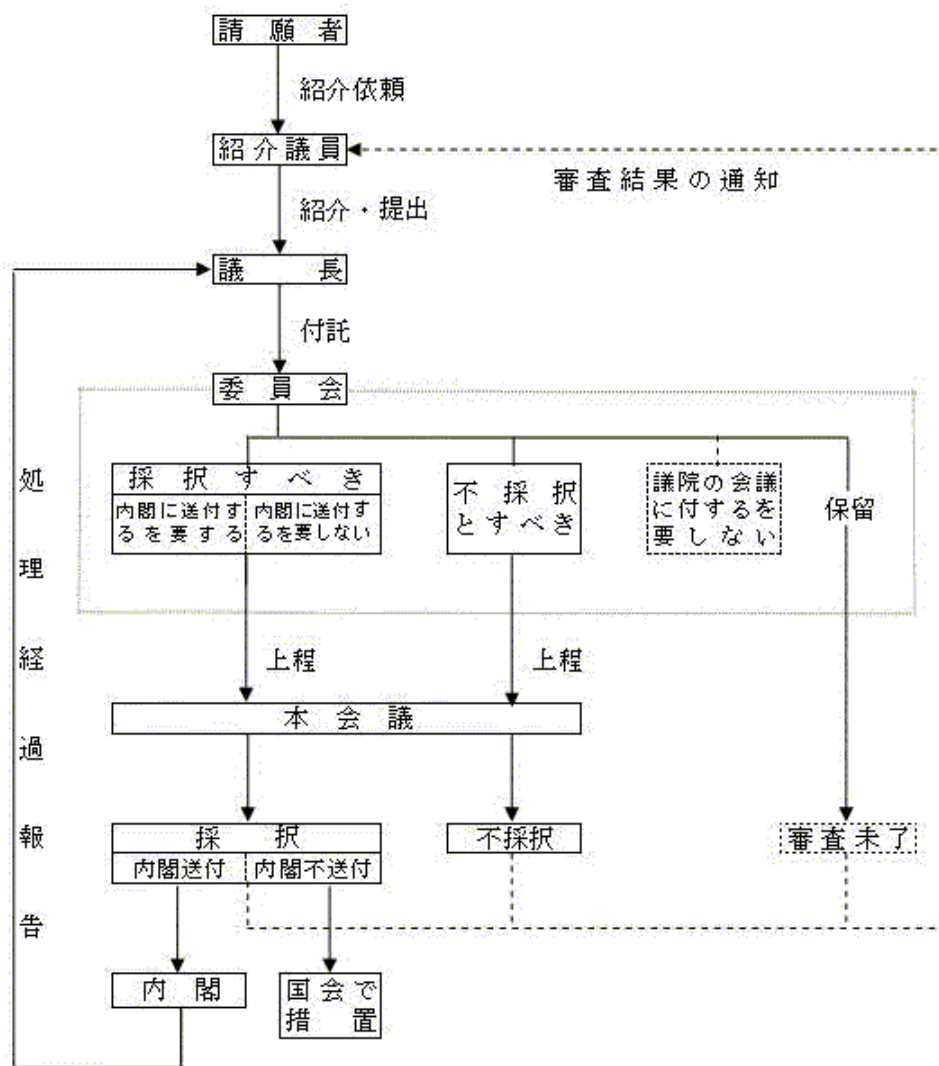 請願者
紹介依頼
紹介議員
審査結果の通知
紹介・提出
議長
付託
委員会
採択すべき
内閣に送付す
るを要する
内閣に送付す
るを要しない
不採択
とすべき
議院の会議
に付するを
要しない
保留
上程
上程
本会議
採択
内閣送付
内閣不送付
不採択
審査未了
内閣
国会で
措置
処理経過報告